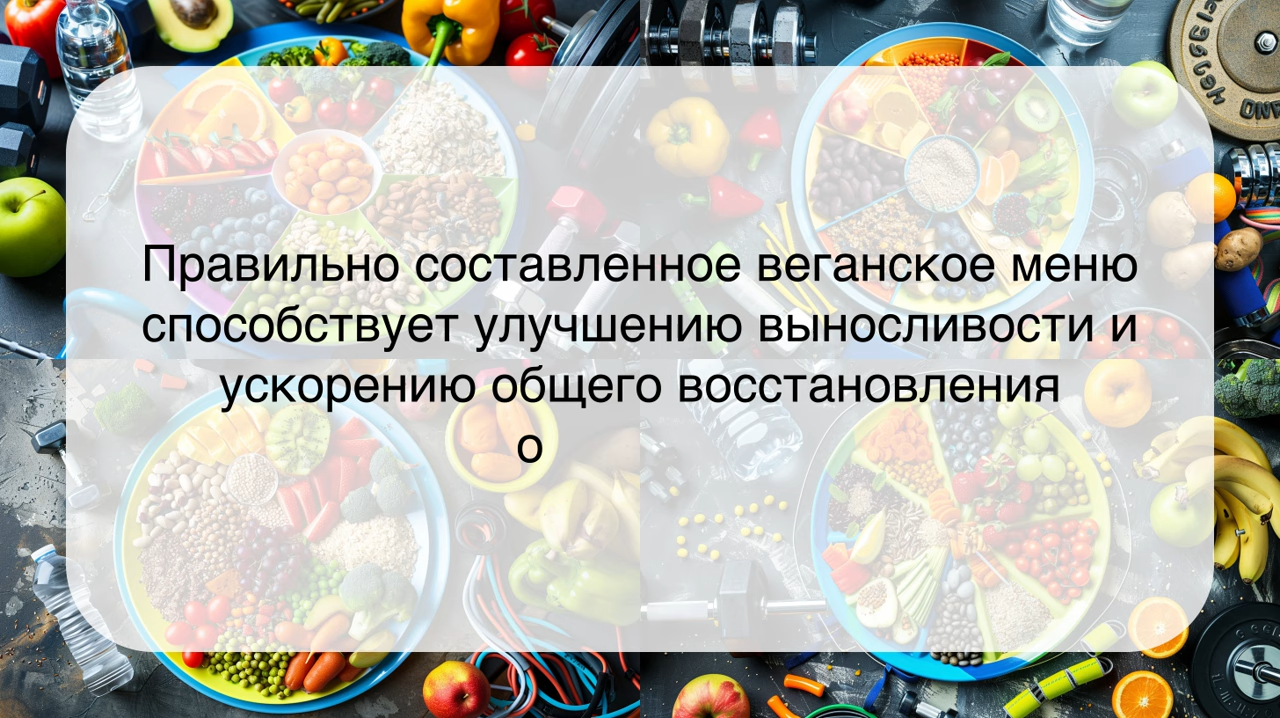 Правильно составленное веганское меню
способствует улучшению выносливости и
ускорению общего восстановления
о